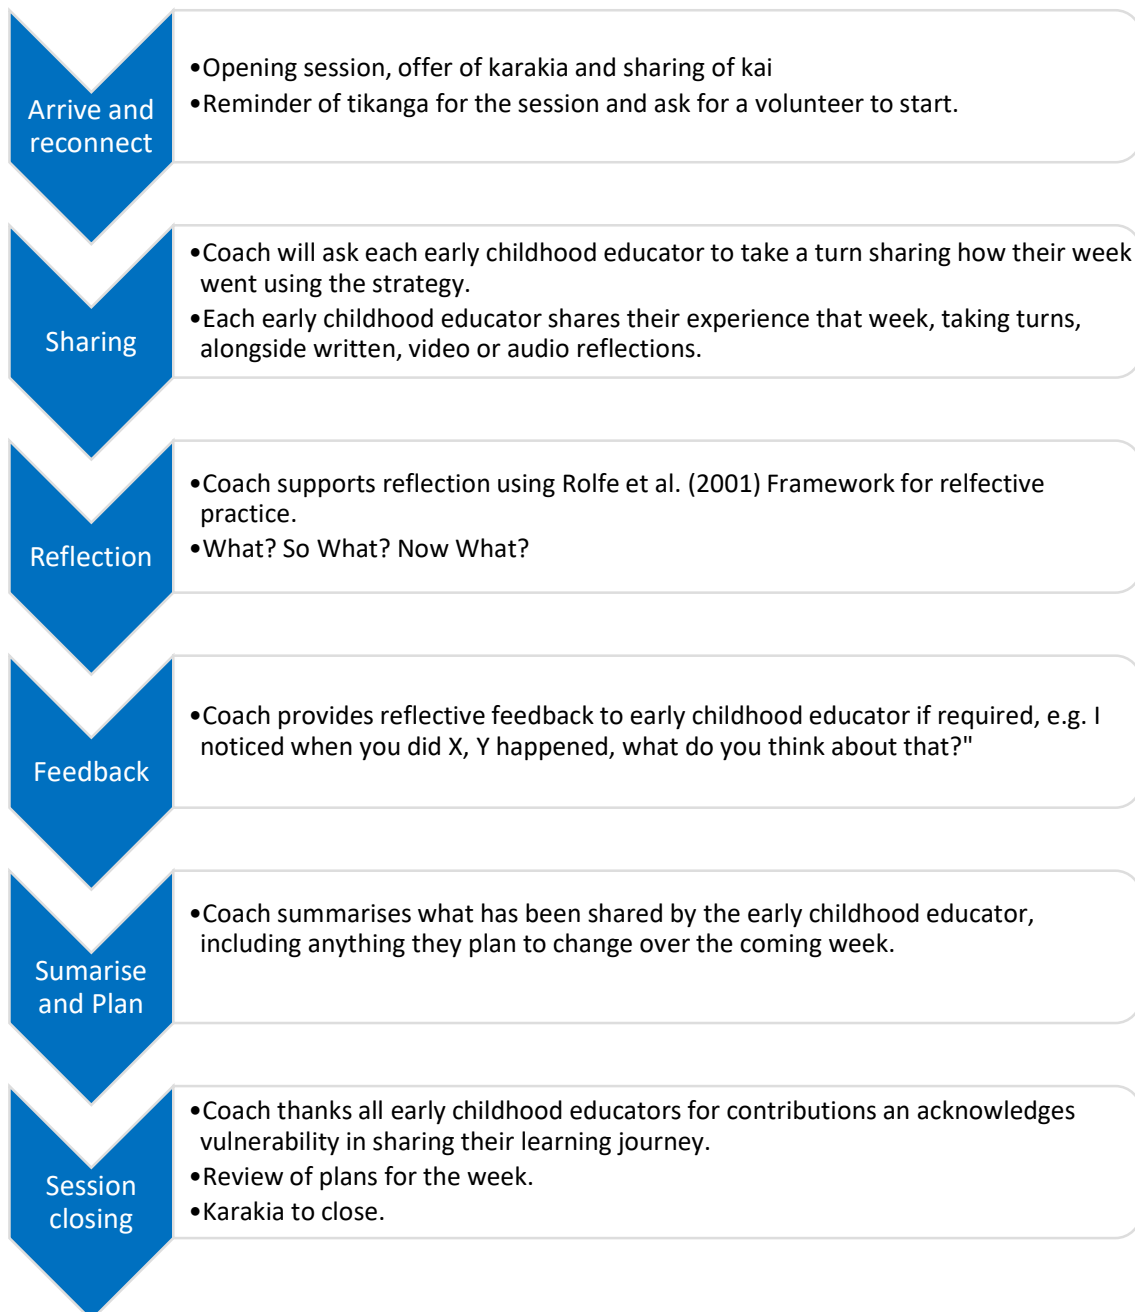 Arrive and
reconnect
•Opening session, offer of karakia and sharing of kai
•Reminder of tikanga for the session and ask for a volunteer to start.
Sharing
•Coach will ask each early childhood educator to take a turn sharing how their week
went using the strategy.
•Each early childhood educator shares their experience that week, taking turns,
alongside written, video or audio reflections.
Reflection
•Coach supports reflection using Rolfe et al. (2001) Framework for relfective
practice.
•What? So What? Now What?
Feedback
•Coach provides reflective feedback to early childhood educator if required, e.g. I
noticed when you did X, Y happened, what do you think about that?"
Sumarise
and Plan
•Coach summarises what has been shared by the early childhood educator,
including anything they plan to change over the coming week.
Session
closing
•Coach thanks all early childhood educators for contributions an acknowledges
vulnerability in sharing their learning journey.
•Review of plans for the week.
•Karakia to close.